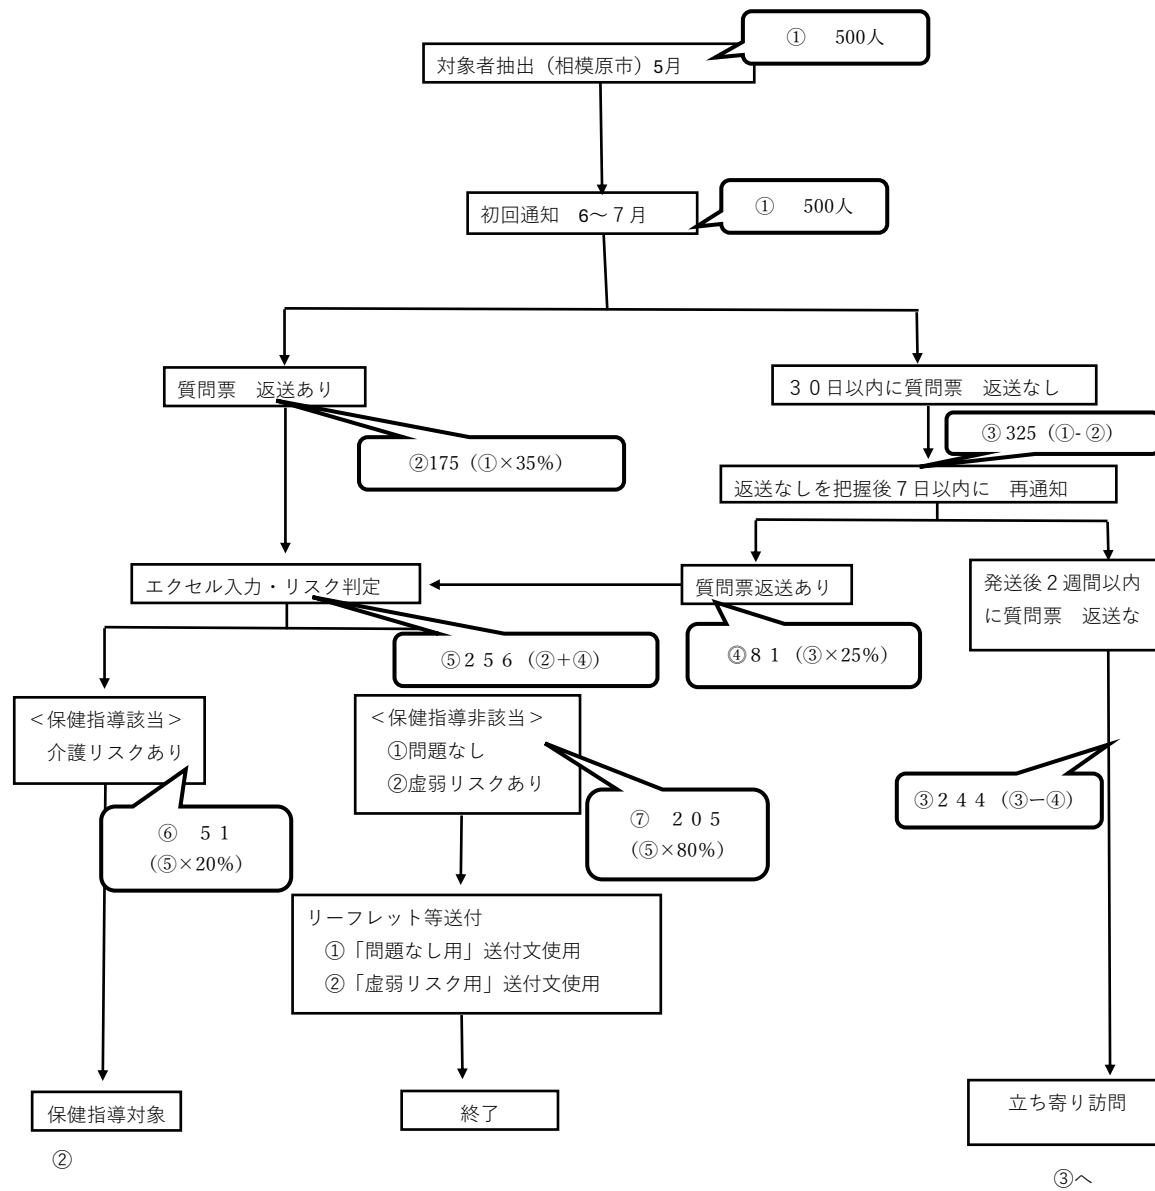 ① 500人
対象者抽出（相模原市）5月
① 500人
初回通知 6～７月
質問票 返送あり
３０日以内に質問票 返送なし
③325（①-②）
②175（①×35%）
返送なしを把握後７日以内に 再通知
エクセル入力・リスク判定
質問票返送あり
発送後２週間以内
に質問票 返送な
⑤２５６（②＋④）
④８１（③×25%）
＜保健指導該当＞
介護リスクあり
＜保健指導非該当＞
①問題なし
②虚弱リスクあり
③２４４（③ー④）
⑥ ５１
（⑤×20%）
⑦ ２０５
（⑤×80%）
リーフレット等送付
①「問題なし用」送付文使用
②「虚弱リスク用」送付文使用
保健指導対象
終了
立ち寄り訪問
②
③へ